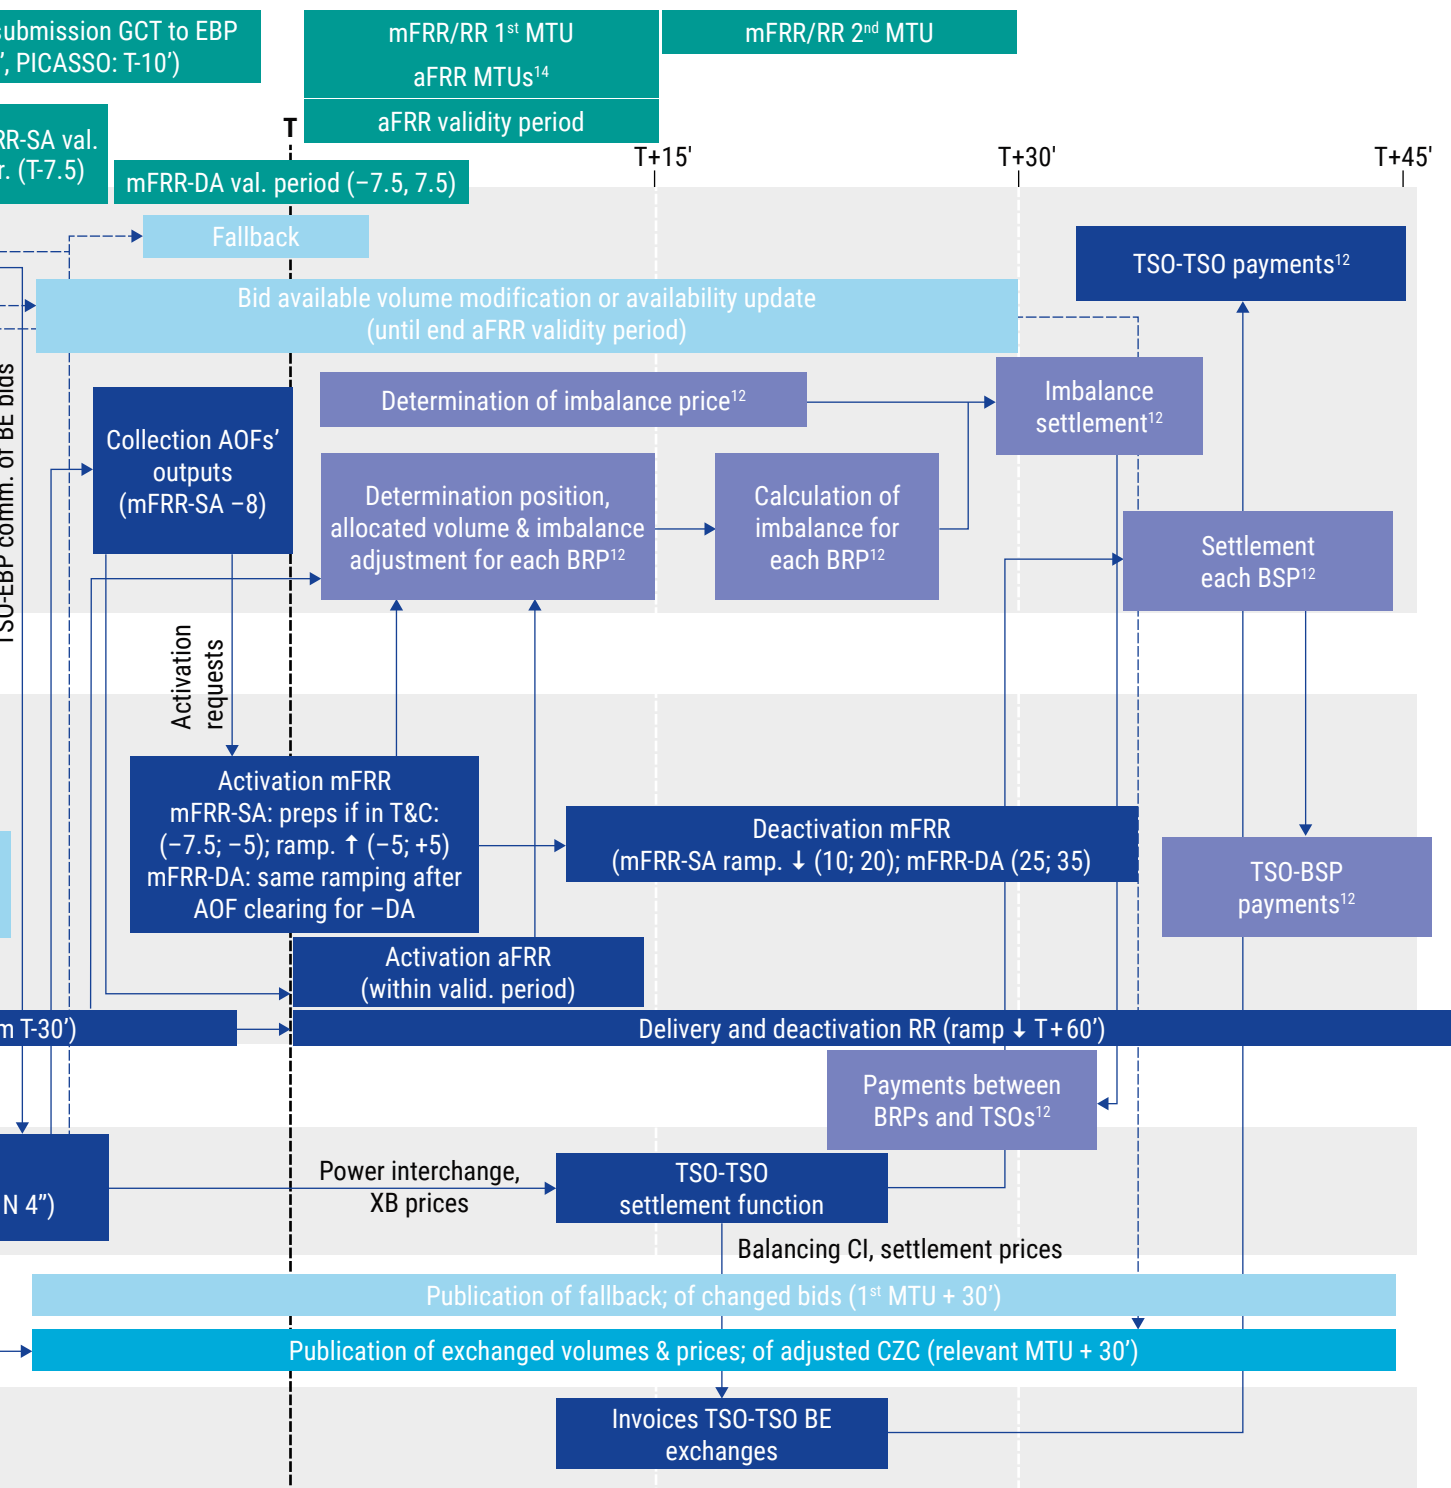 submission GCT to EBP
', PICASSO: T-10')
mFRR/RR 1st MTU
aFRR MTUs14
aFRR validity period
mFRR/RR 2nd MTU
RR-SA val.
r. (T-7.5)
T
mFRR-DA val. period (–7.5, 7.5)
T+15'
T+30'
T+45'
Fallback
TSO-TSO payments12
Bid available volume modification or availability update
(until end aFRR validity period)
TSO-EBP comm. of BE bids
Collection AOFs'
outputs
(mFRR-SA –8)
Determination of imbalance price12
Imbalance
settlement12
Determination position,
allocated volume & imbalance
adjustment for each BRP12
Calculation of
imbalance for
each BRP12
Settlement
each BSP12
Activation
requests
Activation mFRR
mFRR-SA: preps if in T&C:
(–7.5; –5); ramp. ↑ (–5; +5)
mFRR-DA: same ramping after
AOF clearing for –DA
Deactivation mFRR
(mFRR-SA ramp. ↓ (10; 20); mFRR-DA (25; 35)
TSO-BSP
payments12
Activation aFRR
(within valid. period)
m T-30')
Delivery and deactivation RR (ramp ↓ T+60')
Payments between
BRPs and TSOs12
N 4”)
Power interchange,
XB prices
TSO-TSO
settlement function
Balancing CI, settlement prices
Publication of fallback; of changed bids (1st MTU + 30')
Publication of exchanged volumes & prices; of adjusted CZC (relevant MTU + 30')
Invoices TSO-TSO BE
exchanges